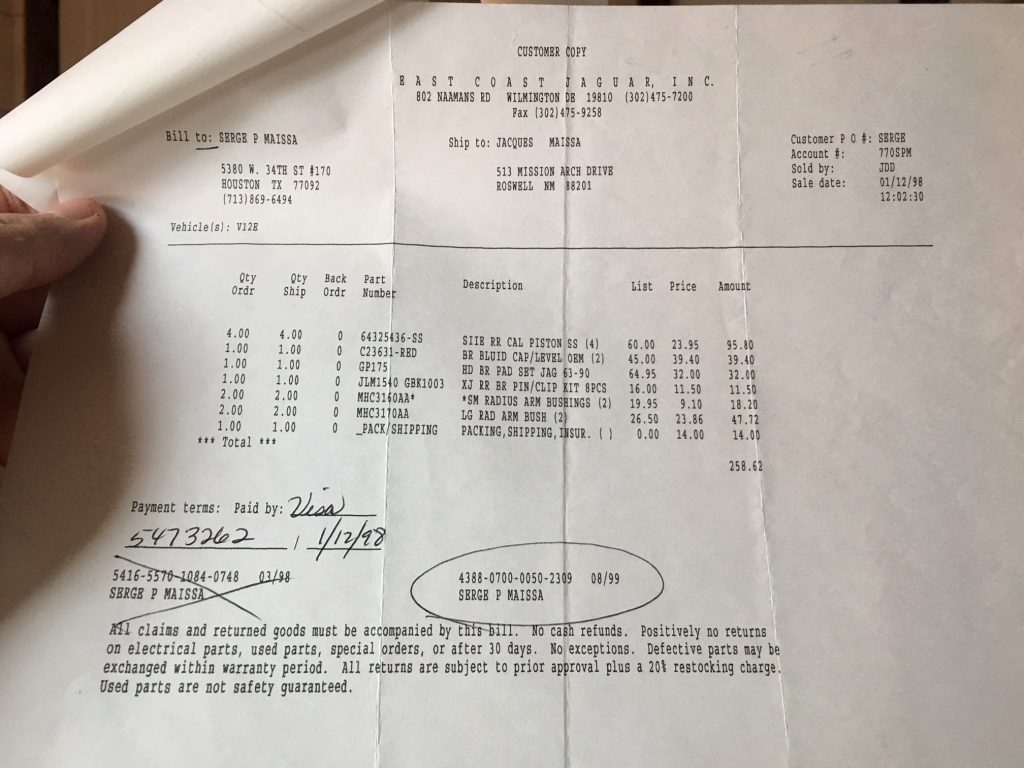 CUSTOMER COPY
E A S T   C O A S T   J A G U A R, I N C.
802 NAAMANS RD   WILMINGTON DE 19810 (302)475-7200
Fax (302)475-9258
Bill to: SERGE P MAISSA   Ship to: JACQUES MAISSA   Customer P O #: SERGE
Account #: 770SPM
5380 W. 34TH ST #170   513 MISSION ARCH DRIVE   Sold by: JDD
HOUSTON TX 77092   ROSWELL NM 88201   Sale date: 01/12/98
(713)869-6494   12:02:30
Vehicle(s): V12E
Qty   Qty   Back   Part   Description   List   Price   Amount
Ordr   Ship   Ordr   Number
4.00   4.00   0   64325436-SS   SIIE RR CAL PISTON SS (4)   60.00   23.95   95.80
1.00   1.00   0   C23631-RED   BR BLUID CAP/LEVEL OEM (2)   45.00   39.40   39.40
1.00   1.00   0   GP175   HD BR PAD SET JAG 63-90   64.95   32.00   32.00
1.00   1.00   0   JLM1540 GBK1003   XJ RR BR PIN/CLIP KIT 8PCS   16.00   11.50   11.50
2.00   2.00   0   MHC3160AA*   *SM RADIUS ARM BUSHINGS (2)   19.95   9.10   18.20
2.00   2.00   0   MHC3170AA   LG RAD ARM BUSH (2)   26.50   23.86   47.72
1.00   1.00   0   _PACK/SHIPPING   PACKING,SHIPPING,INSUR. ( )   0.00   14.00   14.00
*** Total ***
258.62
Payment terms: Paid by: Visa
5473262 , 1/12/98
5416-5570-1084-0748   03/98   4388-0700-0050-2309   08/99
SERGE P MAISSA   SERGE P MAISSA
All claims and returned goods must be accompanied by this bill. No cash refunds. Positively no returns
on electrical parts, used parts, special orders, or after 30 days. No exceptions. Defective parts may be
exchanged within warranty period. All returns are subject to prior approval plus a 20% restocking charge.
Used parts are not safety guaranteed.